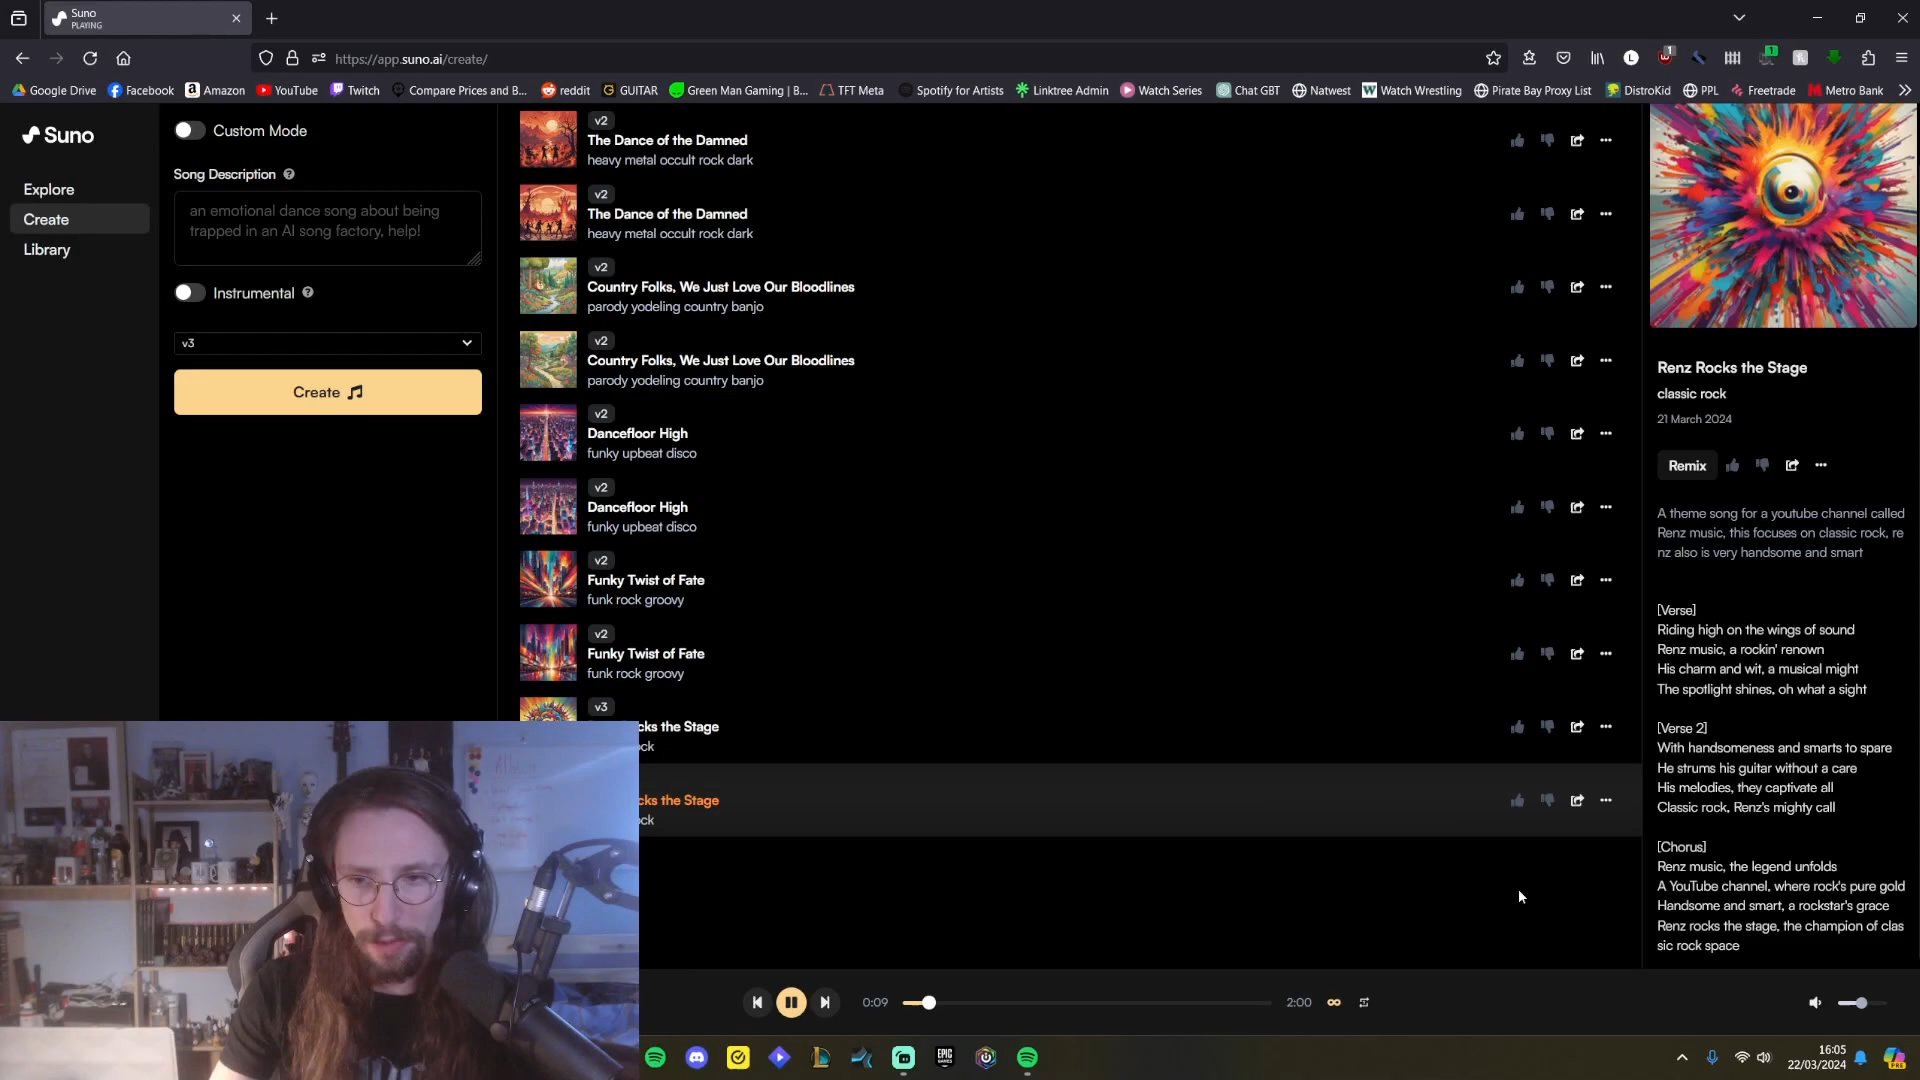 Suno
PLAYING
https://app.suno.ai/create/
1
1
Google Drive
Facebook
Amazon
YouTube
Twitch
Compare Prices and B...
reddit
GUITAR
Green Man Gaming | B...
TFT Meta
Spotify for Artists
Linktree Admin
Watch Series
Chat GBT
Natwest
Watch Wrestling
Pirate Bay Proxy List
DistroKid
PPL
Freetrade
Metro Bank
Suno
Explore
Create
Library
Custom Mode
Song Description
an emotional dance song about being
trapped in an AI song factory, help!
Instrumental
v3
Create
v2
The Dance of the Damned
heavy metal occult rock dark
v2
The Dance of the Damned
heavy metal occult rock dark
v2
Country Folks, We Just Love Our Bloodlines
parody yodeling country banjo
v2
Country Folks, We Just Love Our Bloodlines
parody yodeling country banjo
v2
Dancefloor High
funky upbeat disco
v2
Dancefloor High
funky upbeat disco
v2
Funky Twist of Fate
funk rock groovy
v2
Funky Twist of Fate
funk rock groovy
v3
cks the Stage
ock
cks the Stage
ock
Renz Rocks the Stage
classic rock
21 March 2024
Remix
A theme song for a youtube channel called
Renz music, this focuses on classic rock, re
nz also is very handsome and smart
[Verse]
Riding high on the wings of sound
Renz music, a rockin' renown
His charm and wit, a musical might
The spotlight shines, oh what a sight
[Verse 2]
With handsomeness and smarts to spare
He strums his guitar without a care
His melodies, they captivate all
Classic rock, Renz's mighty call
[Chorus]
Renz music, the legend unfolds
A YouTube channel, where rock's pure gold
Handsome and smart, a rockstar's grace
Renz rocks the stage, the champion of clas
sic rock space
0:09
2:00
EPIC
GAMES
16:05
22/03/2024
PRE